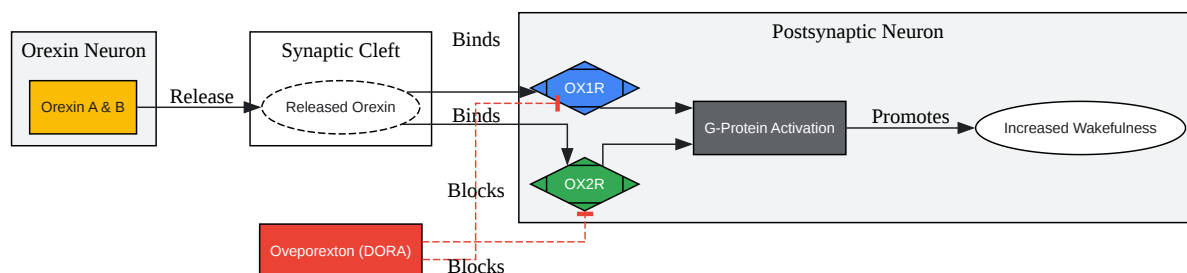 Orexin Neuron
Orexin A & B
Release
Synaptic Cleft
Released Orexin
Binds
Binds
Postsynaptic Neuron
OX1R
OX2R
G-Protein Activation
Promotes
Increased Wakefulness
Blocks
Blocks
Oveporexton (DORA)